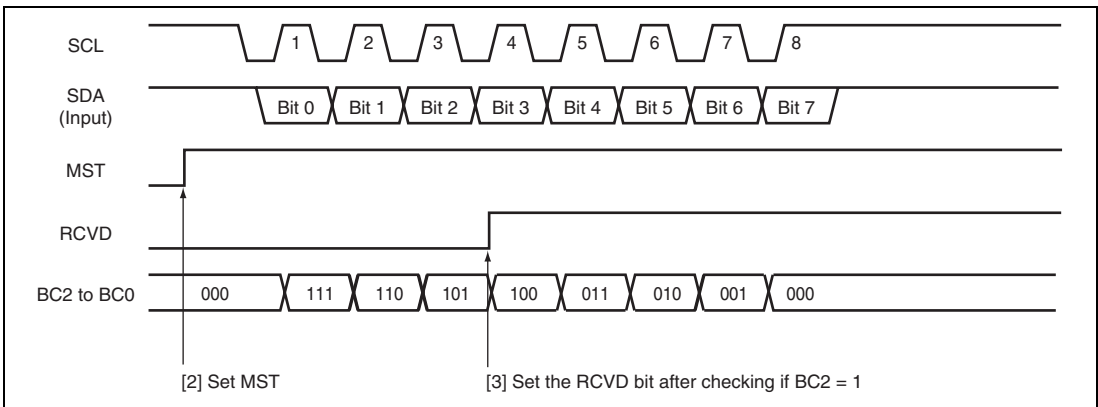 SCL 1 2 3 4 5 6 7 8
SDA
(Input) Bit 0 Bit 1 Bit 2 Bit 3 Bit 4 Bit 5 Bit 6 Bit 7
MST
RCVD
BC2 to BC0 000 111 110 101 100 011 010 001 000
[2] Set MST [3] Set the RCVD bit after checking if BC2 = 1